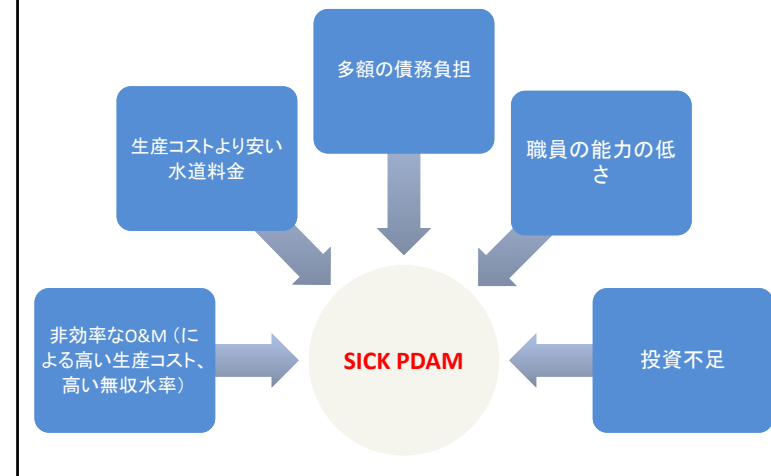 多額の債務負担
生産コストより安い
水道料金
職員の能力の低
さ
非効率なO&M（に
よる高い生産コスト、
高い無収水率）
SICK PDAM
投資不足